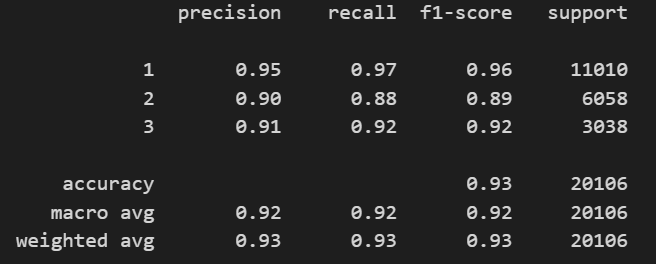 precision recall f1-score support
1 0.95 0.97 0.96 11010
2 0.90 0.88 0.89 6058
3 0.91 0.92 0.92 3038
accuracy 0.93 20106
macro avg 0.92 0.92 0.92 20106
weighted avg 0.93 0.93 0.93 20106